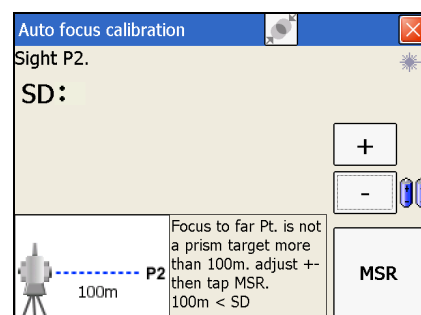 Auto focus calibration
Sight P2.
SD:
+
-
Focus to far Pt. is not
a prism target more
than 100m. adjust +-
then tap MSR.
100m < SD
P2
100m
MSR